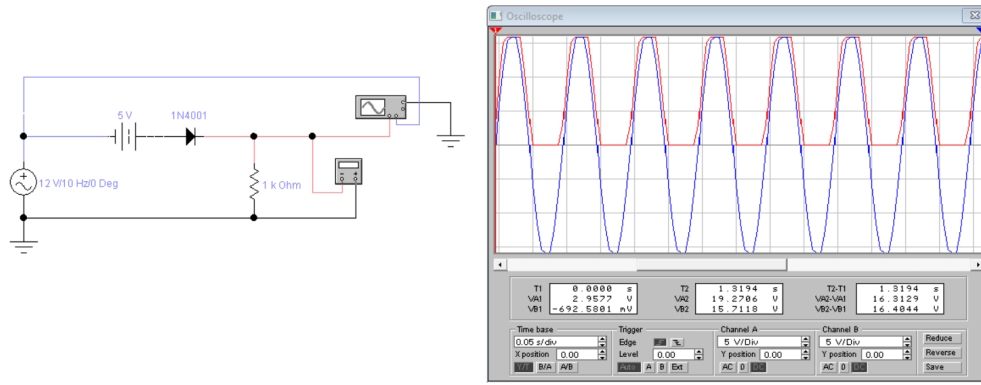 Oscilloscope
5 V
1N4001
12 V/10 Hz/0 Deg
1 k Ohm
T1 0.0000 s
VA1 2.9577 V
VB1 -692.5801 mV
T2 1.3194 s
VA2 19.2706 V
VB2 15.7118 V
T2-T1 1.3194 s
VA2-VA1 16.3129 V
VB2-VB1 16.4044 V
Time base
0.05 s/div
X position 0.00
Y/T B/A A/B
Trigger
Edge
Level 0.00
Auto A B Ext
Channel A
5 V/Div
Y position 0.00
AC 0 DC
Channel B
5 V/Div
Y position 0.00
AC 0 DC
Reduce
Reverse
Save